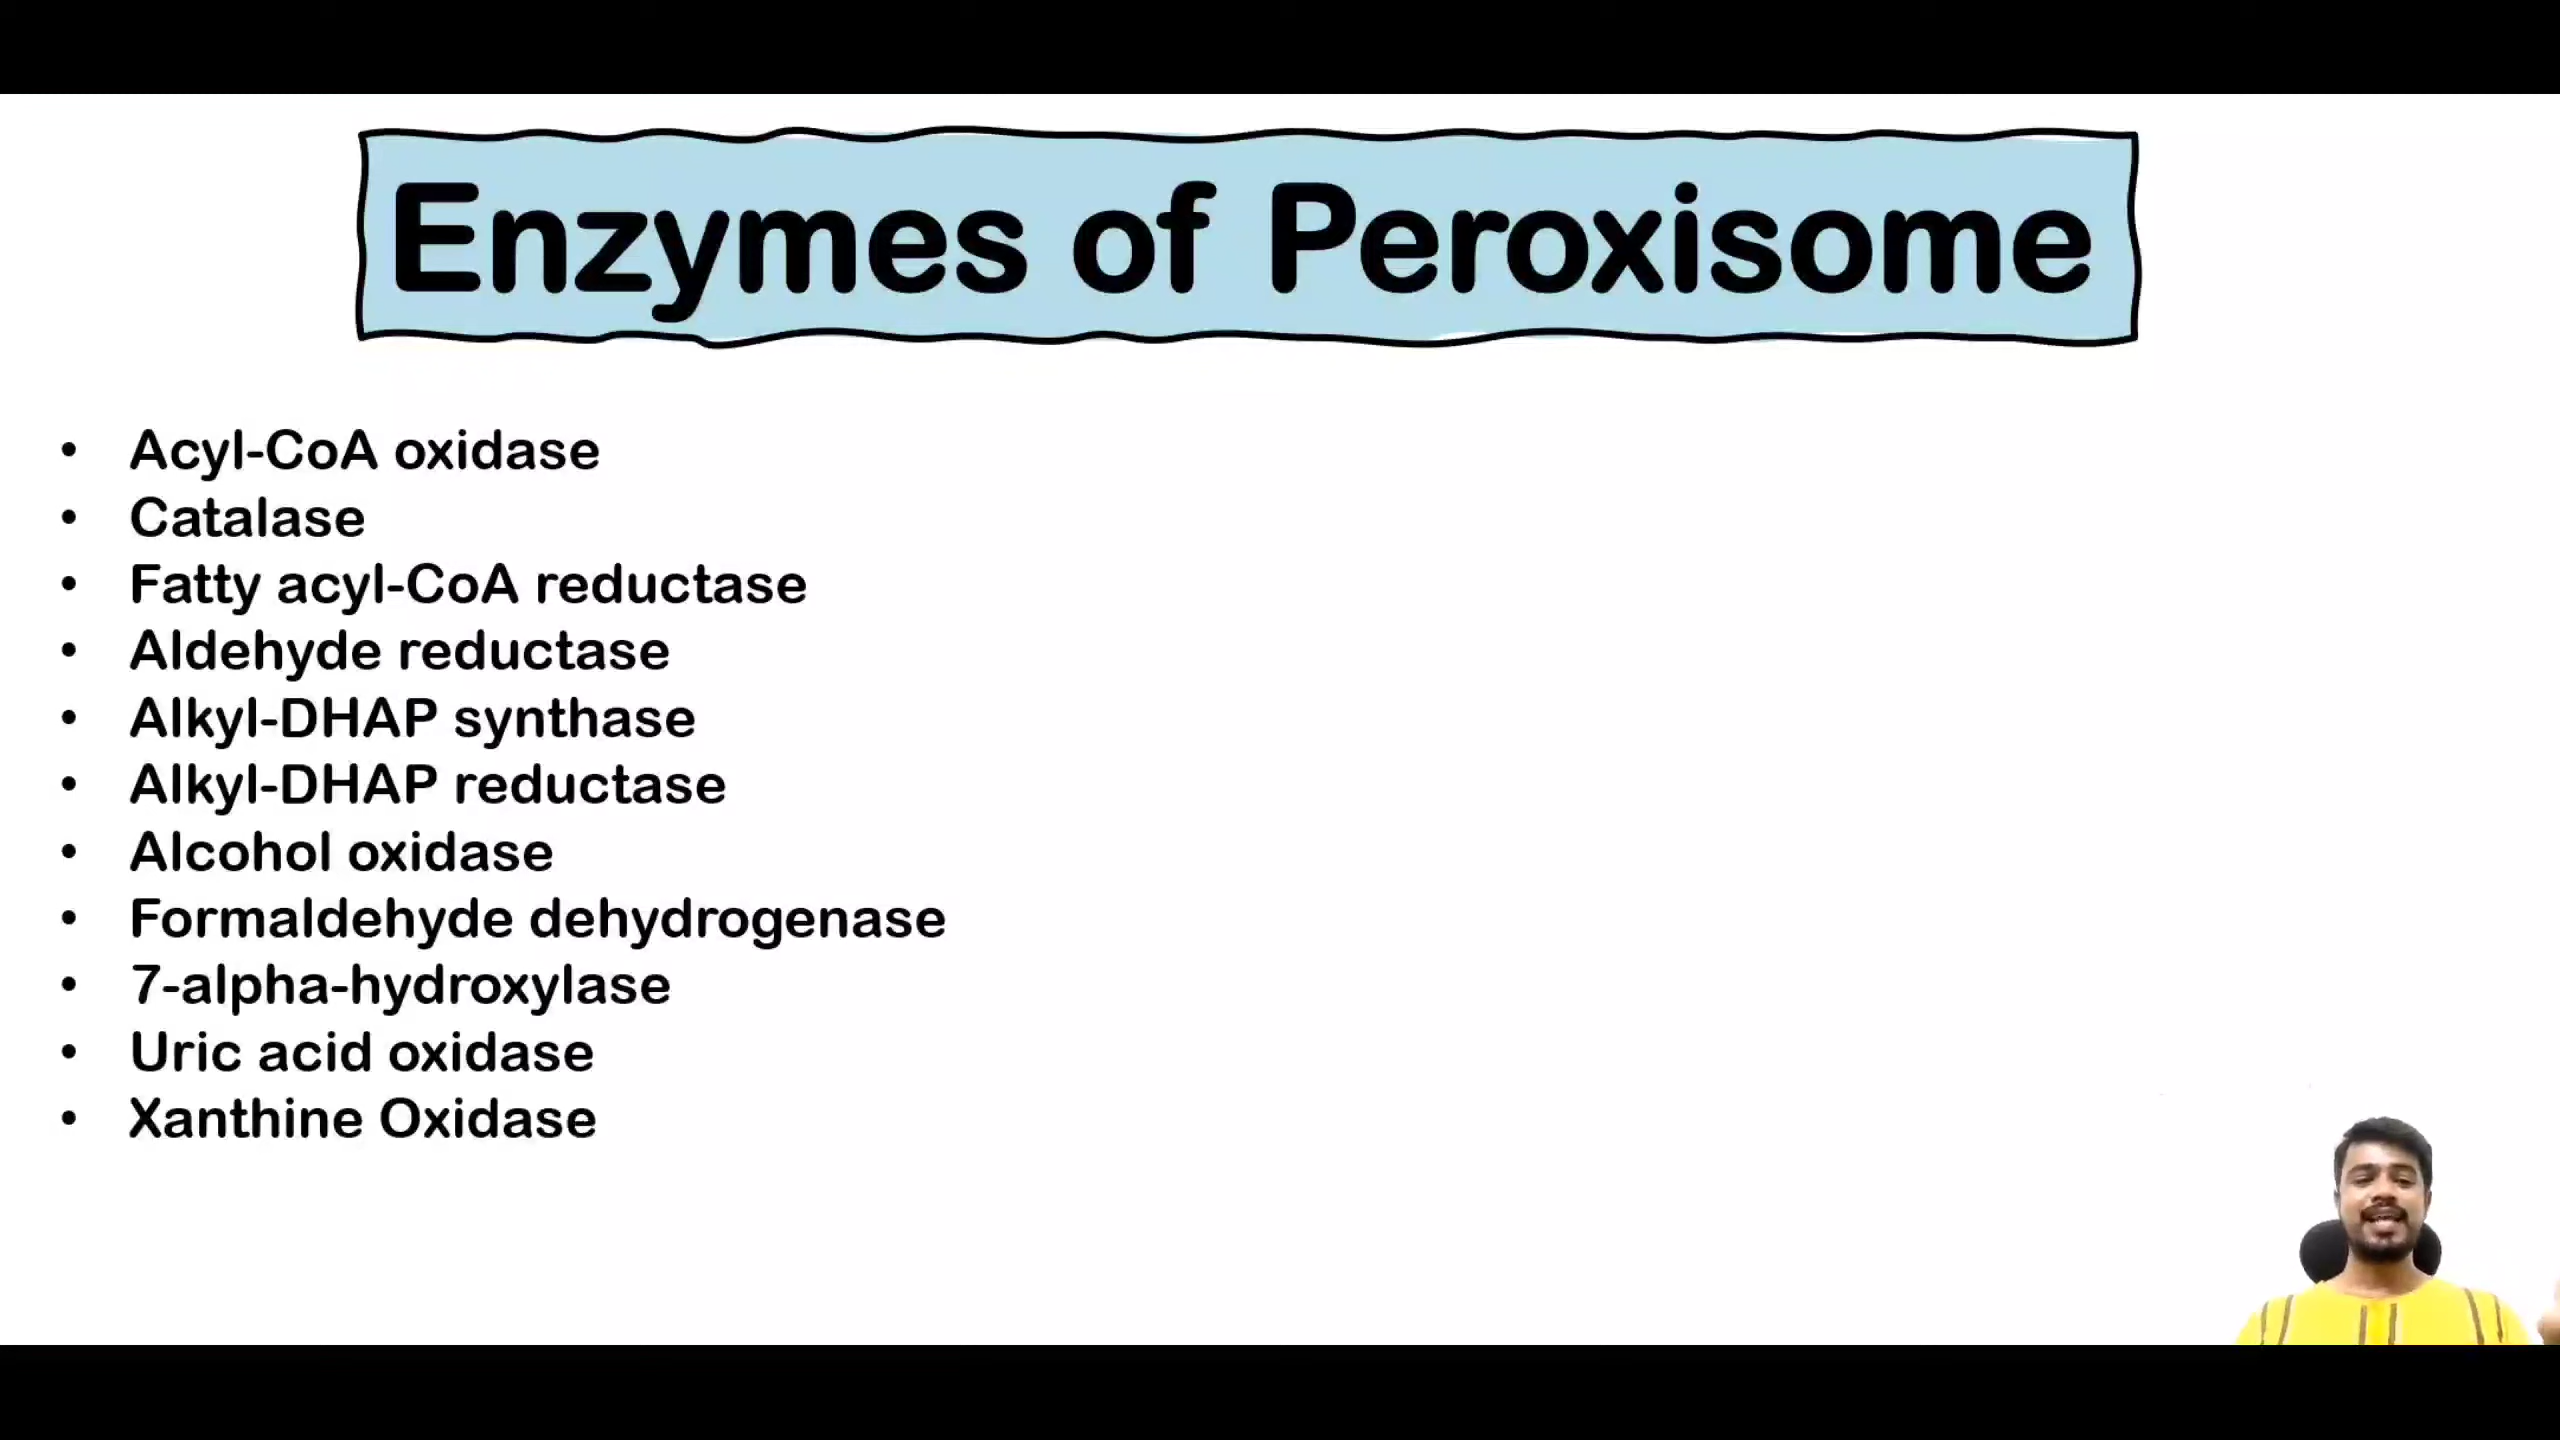 Enzymes of Peroxisome
• Acyl-CoA oxidase
• Catalase
• Fatty acyl-CoA reductase
• Aldehyde reductase
• Alkyl-DHAP synthase
• Alkyl-DHAP reductase
• Alcohol oxidase
• Formaldehyde dehydrogenase
• 7-alpha-hydroxylase
• Uric acid oxidase
• Xanthine Oxidase